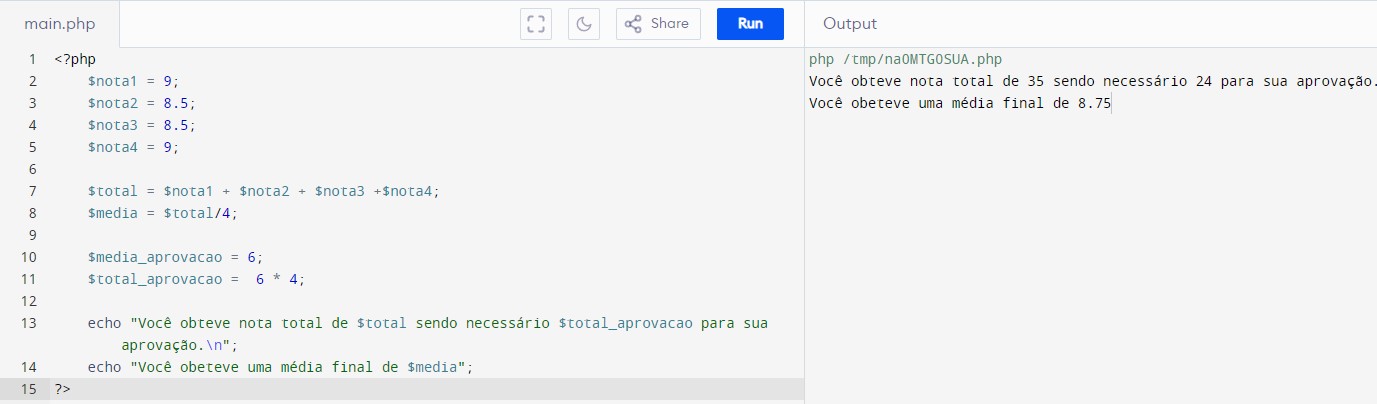 main.php
Share
Run
Output
1 <?php
2 $nota1 = 9;
3 $nota2 = 8.5;
4 $nota3 = 8.5;
5 $nota4 = 9;
6
7 $total = $nota1 + $nota2 + $nota3 +$nota4;
8 $media = $total/4;
9
10 $media_aprovacao = 6;
11 $total_aprovacao =  6 * 4;
12
13 echo "Você obteve nota total de $total sendo necessário $total_aprovacao para sua
aprovação.\n";
14 echo "Você obeteve uma média final de $media";
15 ?>
php /tmp/naOMTGOSUA.php
Você obteve nota total de 35 sendo necessário 24 para sua aprovação.
Você obeteve uma média final de 8.75